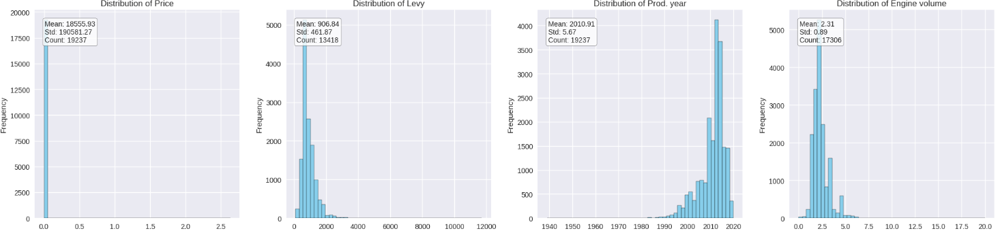 Distribution of Price
20000
17500
15000
12500
10000
7500
5000
2500
0
Frequency
Mean: 18555.93
Std: 190581.27
Count: 19237
0.0 0.5 1.0 1.5 2.0 2.5
Distribution of Levy
5000
4000
3000
2000
1000
0
Frequency
Mean: 906.84
Std: 461.87
Count: 13418
0 2000 4000 6000 8000 10000 12000
Distribution of Prod. year
4000
3500
3000
2500
2000
1500
1000
500
0
Frequency
Mean: 2010.91
Std: 5.67
Count: 19237
1940 1950 1960 1970 1980 1990 2000 2010 2020
Distribution of Engine volume
5000
4000
3000
2000
1000
0
Frequency
Mean: 2.31
Std: 0.89
Count: 17306
0.0 2.5 5.0 7.5 10.0 12.5 15.0 17.5 20.0